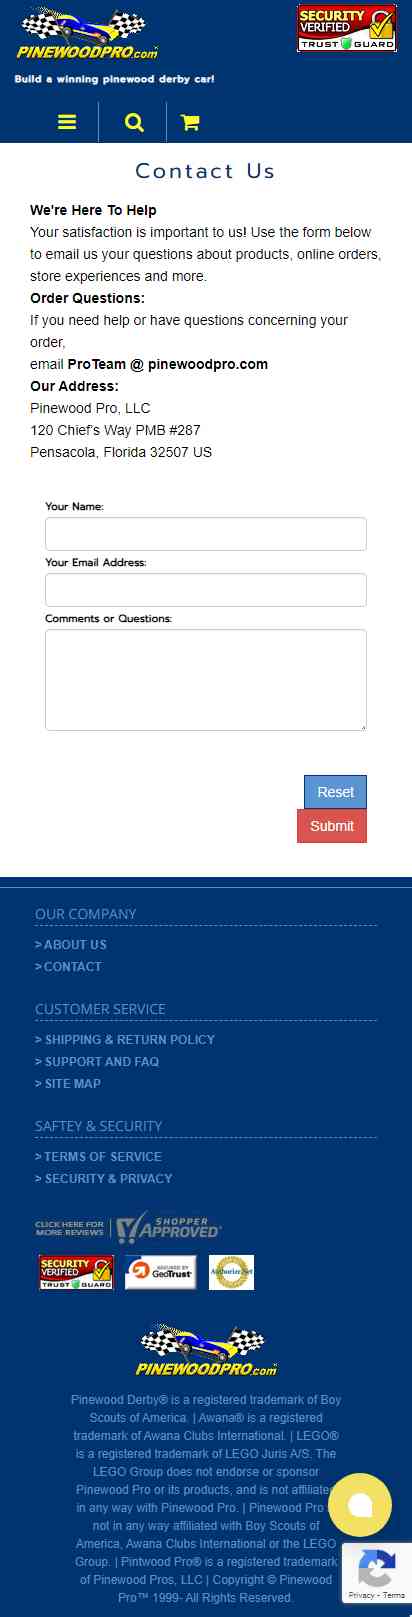 PINEWOODPRO.com
SECURITY
VERIFIED
TRUST GUARD
Build a winning pinewood derby car!
Contact Us
We're Here To Help
Your satisfaction is important to us! Use the form below
to email us your questions about products, online orders,
store experiences and more.
Order Questions:
If you need help or have questions concerning your
order,
email ProTeam @ pinewoodpro.com
Our Address:
Pinewood Pro, LLC
120 Chief's Way PMB #287
Pensacola, Florida 32507 US
Your Name:
Your Email Address:
Comments or Questions:
Reset
Submit
OUR COMPANY
> ABOUT US
> CONTACT
CUSTOMER SERVICE
> SHIPPING & RETURN POLICY
> SUPPORT AND FAQ
> SITE MAP
SAFTEY & SECURITY
> TERMS OF SERVICE
> SECURITY & PRIVACY
CLICK HERE FOR
MORE REVIEWS
SHOPPER
APPROVED
SECURITY
VERIFIED
TRUST GUARD
SECURED BY
GeoTrust
Authorize.Net
PINEWOODPRO.com
Pinewood Derby® is a registered trademark of Boy
Scouts of America. | Awana® is a registered
trademark of Awana Clubs International. | LEGO®
is a registered trademark of LEGO Juris A/S. The
LEGO Group does not endorse or sponsor
Pinewood Pro or its products, and is not affiliated
in any way with Pinewood Pro. | Pinewood Pro
not in any way affiliated with Boy Scouts of
America, Awana Clubs International or the LEGO
Group. | Pintwood Pro® is a registered trademark
of Pinewood Pros, LLC | Copyright © Pinewood
Pro™ 1999- All Rights Reserved.
Privacy - Terms